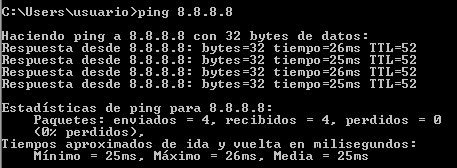 C:\Users\usuario>ping 8.8.8.8
Haciendo ping a 8.8.8.8 con 32 bytes de datos:
Respuesta desde 8.8.8.8: bytes=32 tiempo=26ms TTL=52
Respuesta desde 8.8.8.8: bytes=32 tiempo=25ms TTL=52
Respuesta desde 8.8.8.8: bytes=32 tiempo=26ms TTL=52
Respuesta desde 8.8.8.8: bytes=32 tiempo=25ms TTL=52
Estadísticas de ping para 8.8.8.8:
Paquetes: enviados = 4, recibidos = 4, perdidos = 0
(0% perdidos),
Tiempos aproximados de ida y vuelta en milisegundos:
Mínimo = 25ms, Máximo = 26ms, Media = 25ms